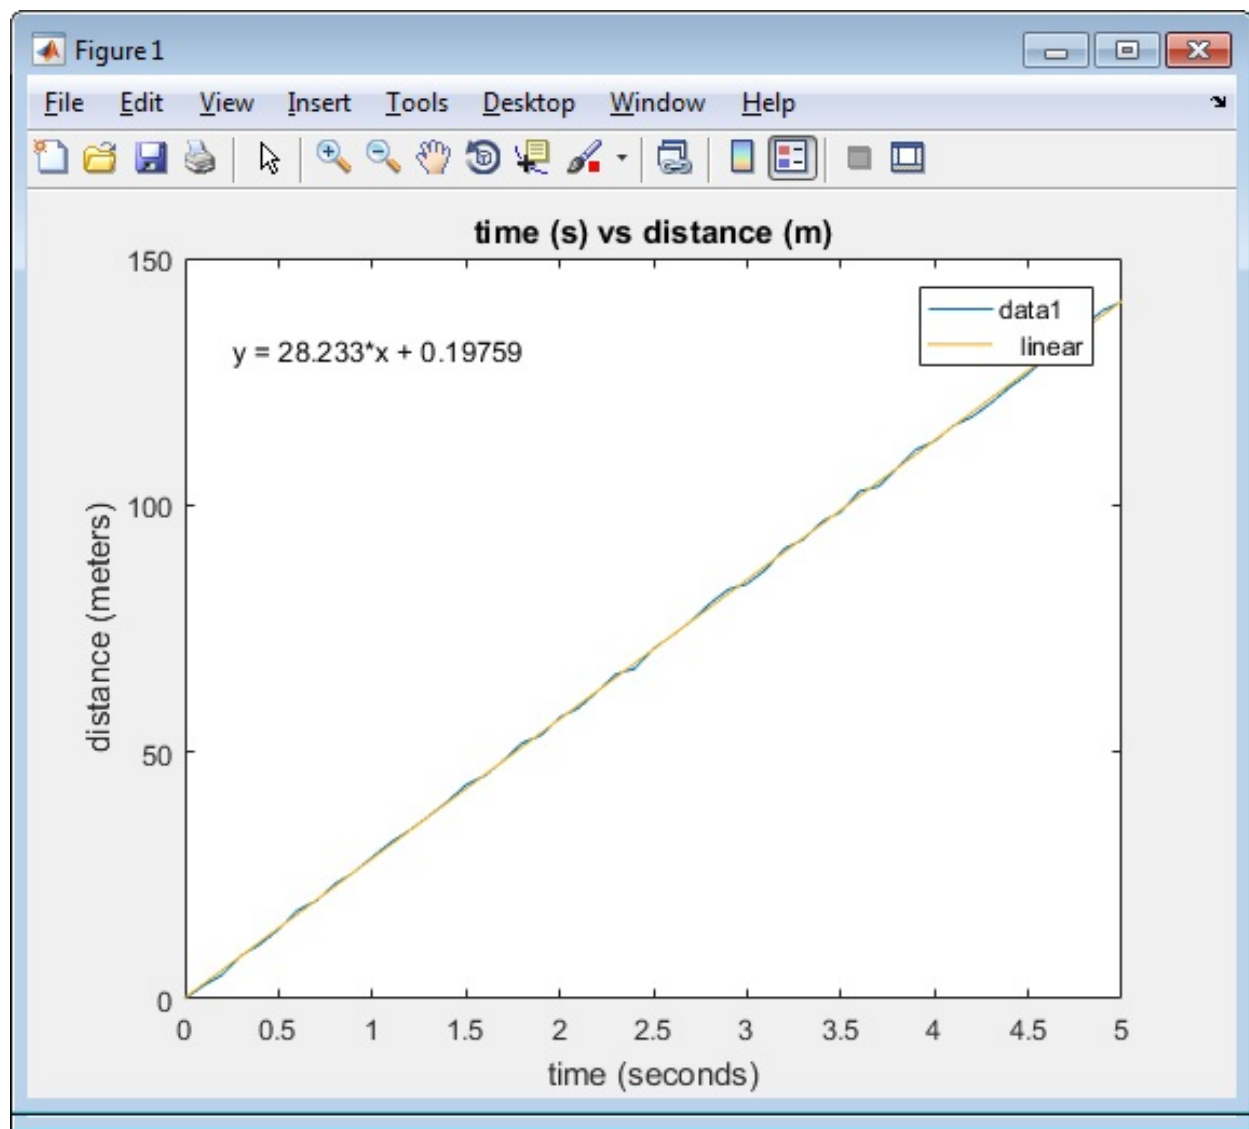 Figure 1
File Edit View Insert Tools Desktop Window Help
time (s) vs distance (m)
150
data1
linear
y = 28.233*x + 0.19759
100
distance (meters)
50
0
0 0.5 1 1.5 2 2.5 3 3.5 4 4.5 5
time (seconds)